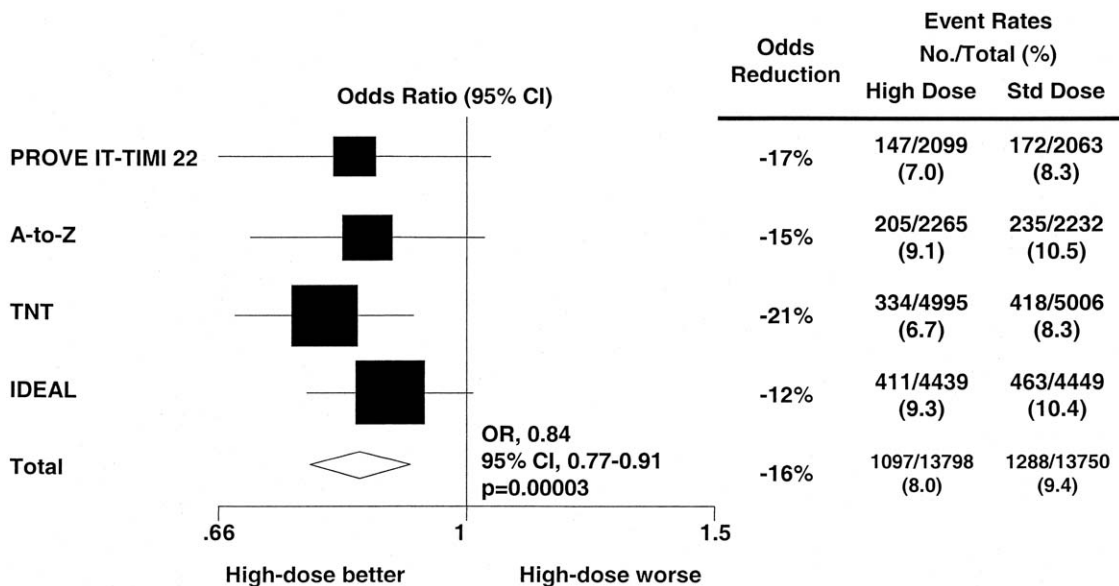 Event Rates
Odds No./Total (%)
Reduction High Dose Std Dose
Odds Ratio (95% CI)
PROVE IT-TIMI 22 -17% 147/2099 172/2063
(7.0) (8.3)
A-to-Z -15% 205/2265 235/2232
(9.1) (10.5)
TNT -21% 334/4995 418/5006
(6.7) (8.3)
IDEAL -12% 411/4439 463/4449
(9.3) (10.4)
OR, 0.84
Total 95% CI, 0.77-0.91 -16% 1097/13798 1288/13750
p=0.00003 (8.0) (9.4)
.66 1 1.5
High-dose better High-dose worse